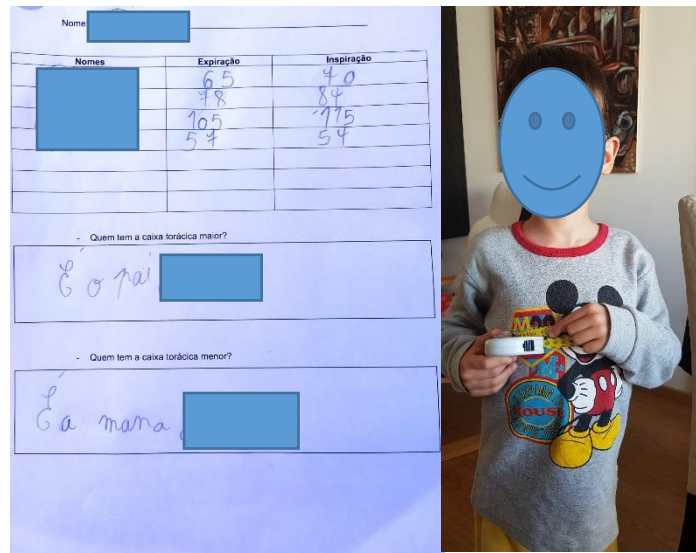 Nome:
Nomes Expiração Inspiração
65 70
78 84
105 115
57 54
Quem tem a caixa torácica maior?
É o pai
Quem tem a caixa torácica menor?
É a mana
MOUSE